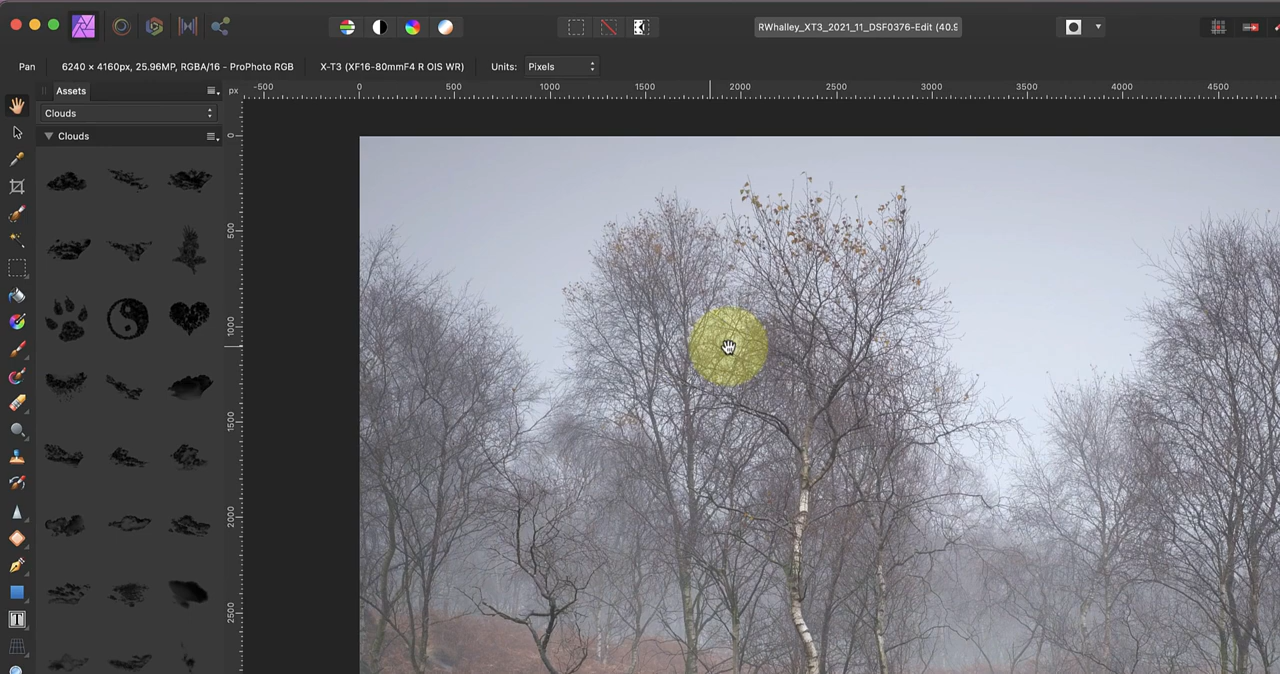 RWhalley_XT3_2021_11_DSF0376-Edit (40.9
Pan 6240 × 4160px, 25.96MP, RGBA/16 - ProPhoto RGB X-T3 (XF16-80mmF4 R OIS WR) Units: Pixels
Assets
px -500 0 500 1000 1500 2000 2500 3000 3500 4000 4500
Clouds
Clouds
0
500
1000
1500
2000
2500